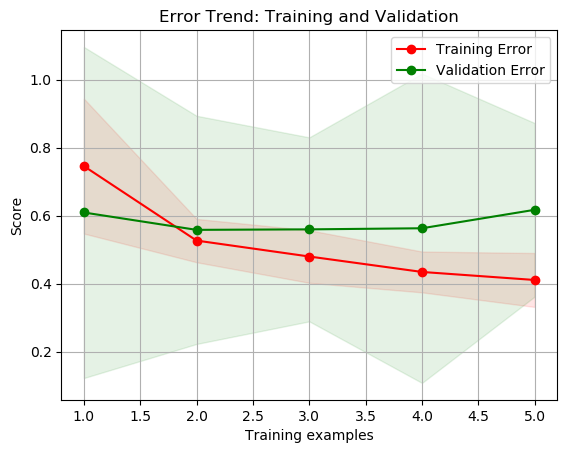 Error Trend: Training and Validation
Training Error
Validation Error
1.0
0.8
0.6
0.4
0.2
Score
1.0 1.5 2.0 2.5 3.0 3.5 4.0 4.5 5.0
Training examples